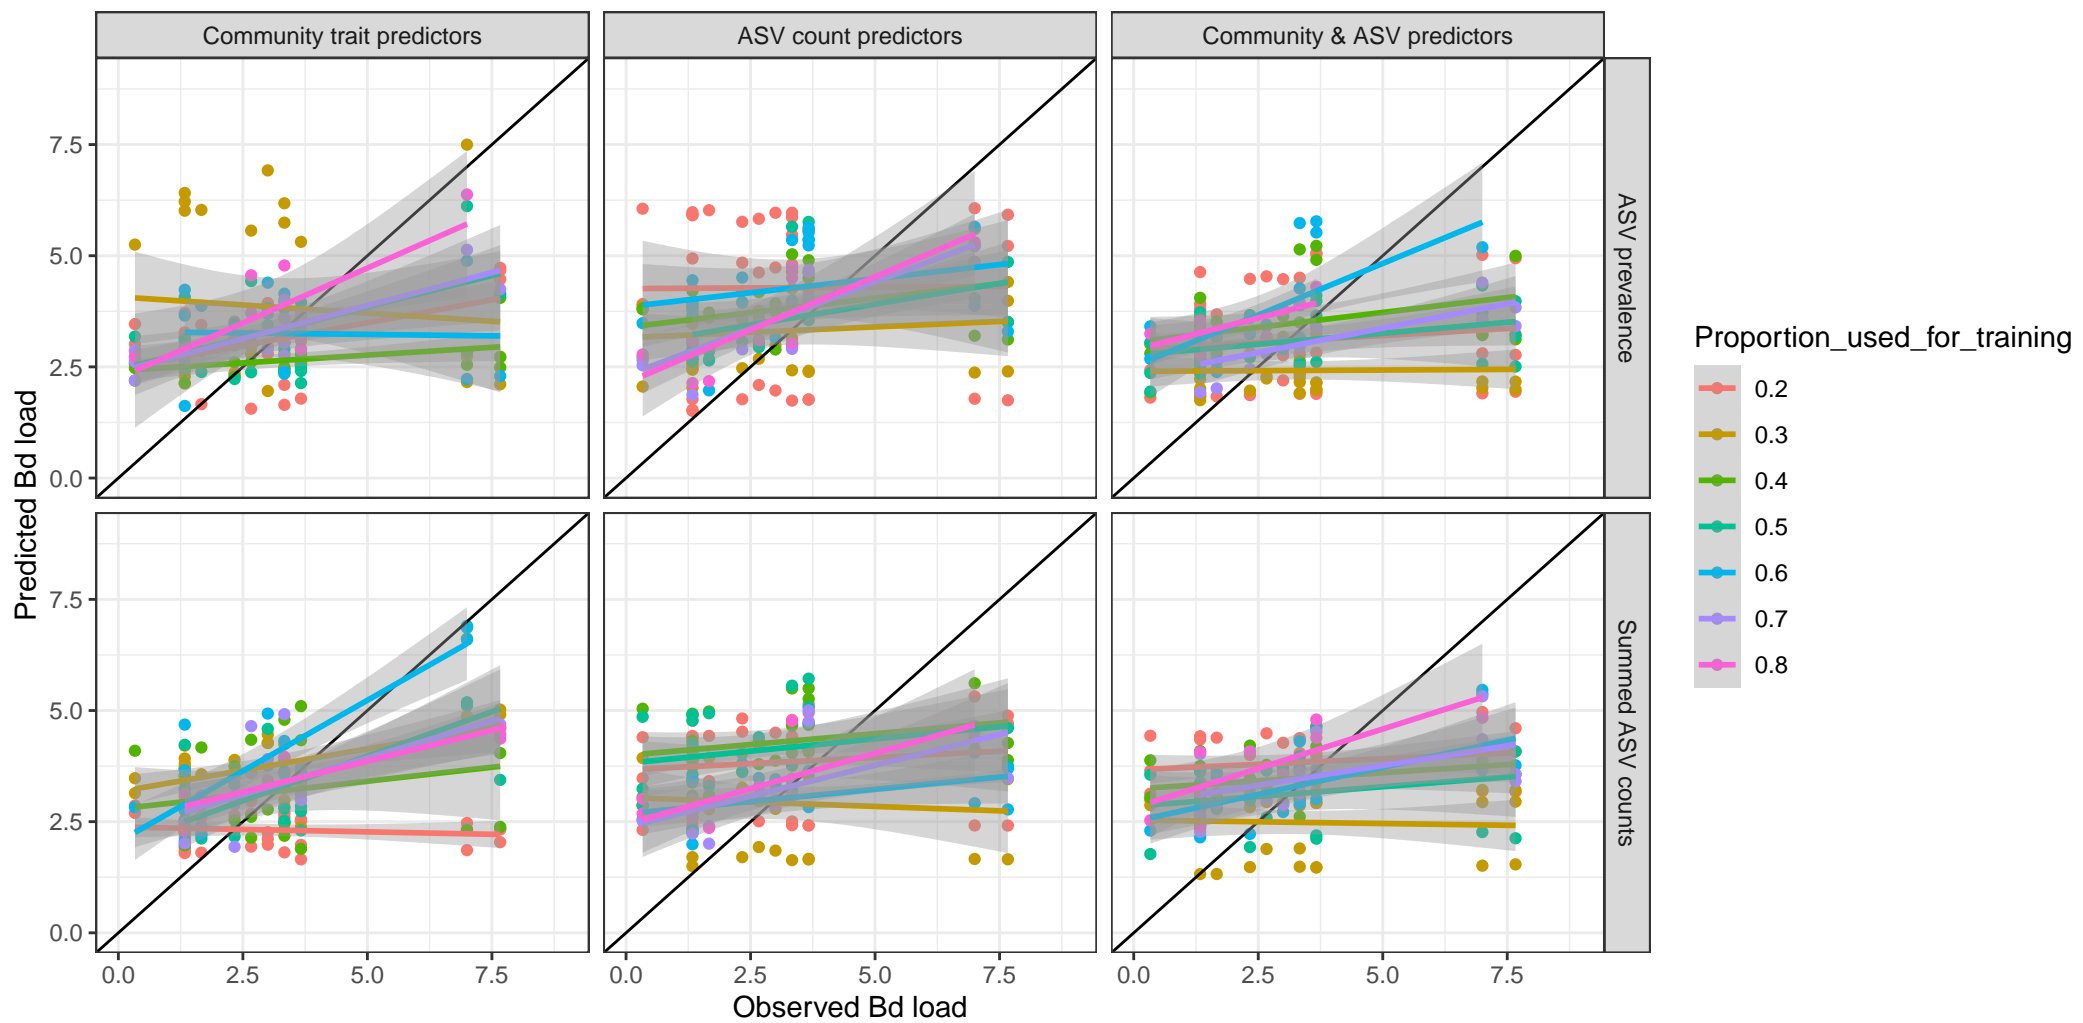 Community trait predictors
ASV count predictors
Community & ASV predictors
ASV prevalence
Summed ASV counts
Predicted Bd load
7.5
5.0
2.5
0.0
7.5
5.0
2.5
0.0
0.0 2.5 5.0 7.5
0.0 2.5 5.0 7.5
0.0 2.5 5.0 7.5
Observed Bd load
Proportion_used_for_training
0.2
0.3
0.4
0.5
0.6
0.7
0.8